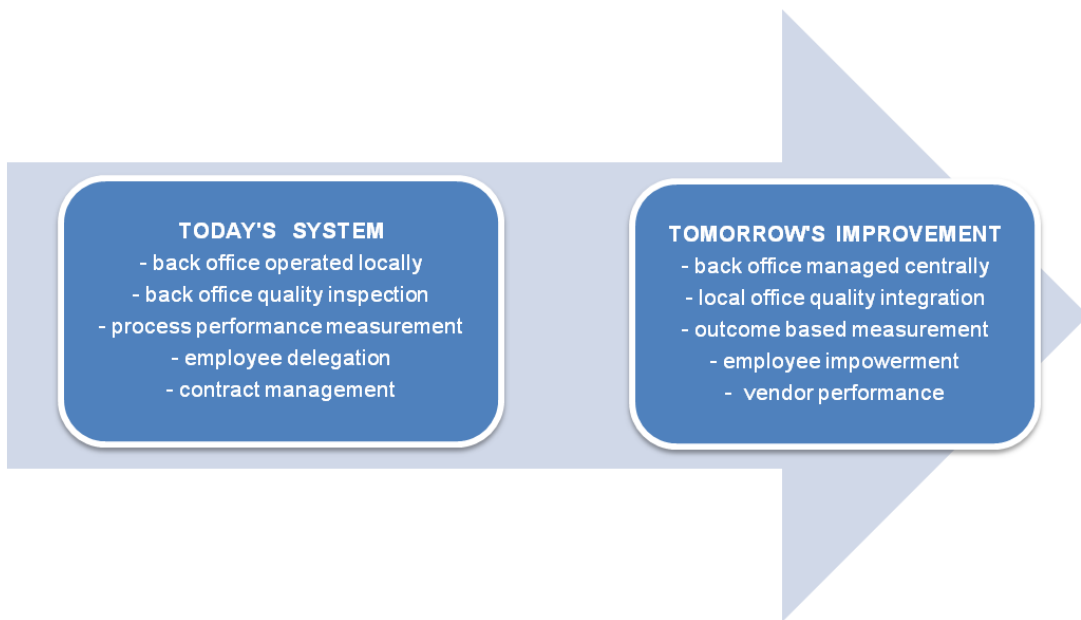 TODAY'S SYSTEM
- back office operated locally
- back office quality inspection
- process performance measurement
- employee delegation
- contract management
TOMORROW'S IMPROVEMENT
- back office managed centrally
- local office quality integration
- outcome based measurement
- employee impowerment
- vendor performance